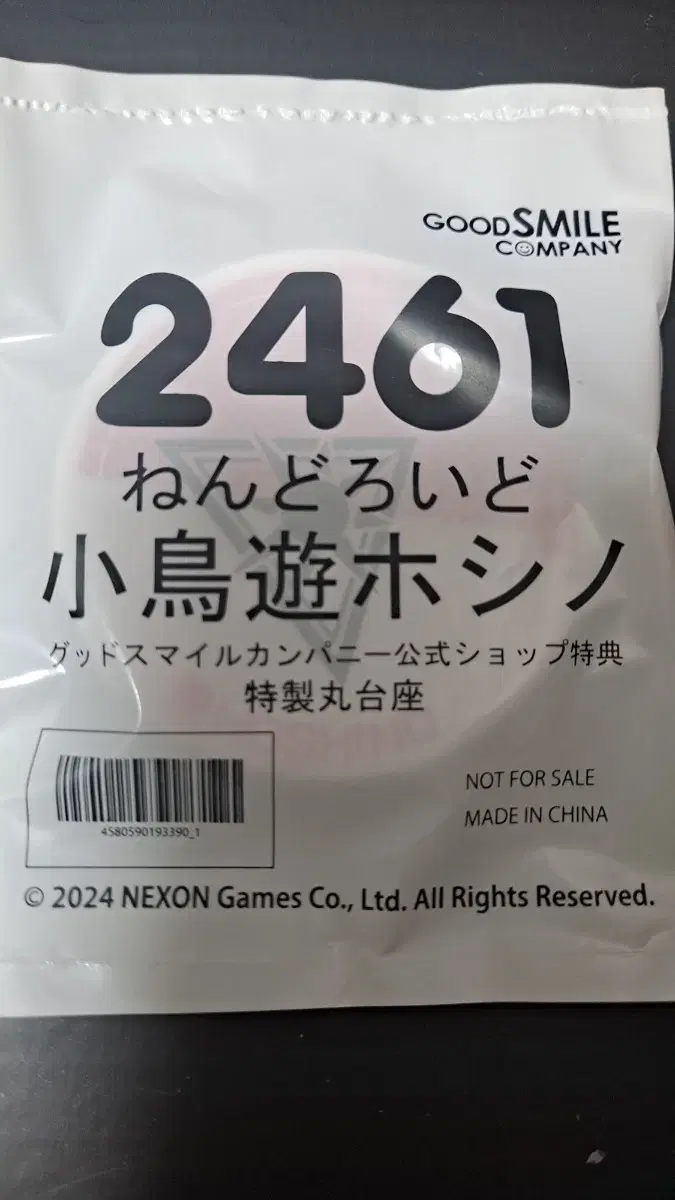 GOODSMILE
COMPANY
2461
ねんどろいど
小鳥遊ホシノ
グッドスマイルカンパニー公式ショップ特典
特製丸台座
NOT FOR SALE
MADE IN CHINA
4580590193390_1
© 2024 NEXON Games Co., Ltd. All Rights Reserved.